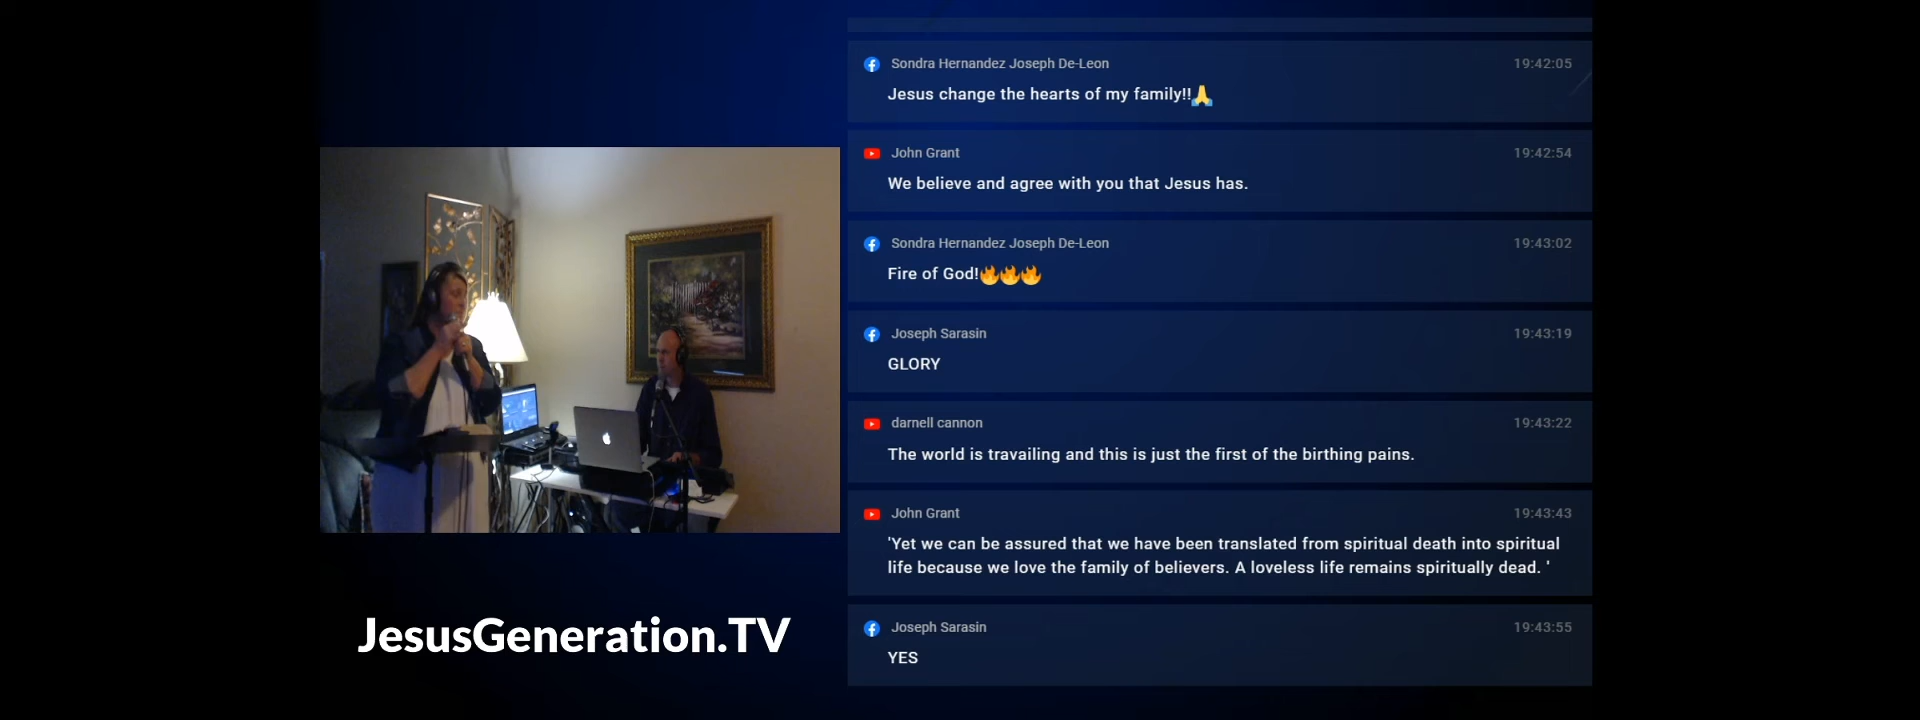 Sondra Hernandez Joseph De-Leon 19:42:05
Jesus change the hearts of my family!!🙏
John Grant 19:42:54
We believe and agree with you that Jesus has.
Sondra Hernandez Joseph De-Leon 19:43:02
Fire of God!🔥🔥🔥
Joseph Sarasin 19:43:19
GLORY
darnell cannon 19:43:22
The world is travailing and this is just the first of the birthing pains.
John Grant 19:43:43
'Yet we can be assured that we have been translated from spiritual death into spiritual
life because we love the family of believers. A loveless life remains spiritually dead. '
Joseph Sarasin 19:43:55
YES
JesusGeneration.TV